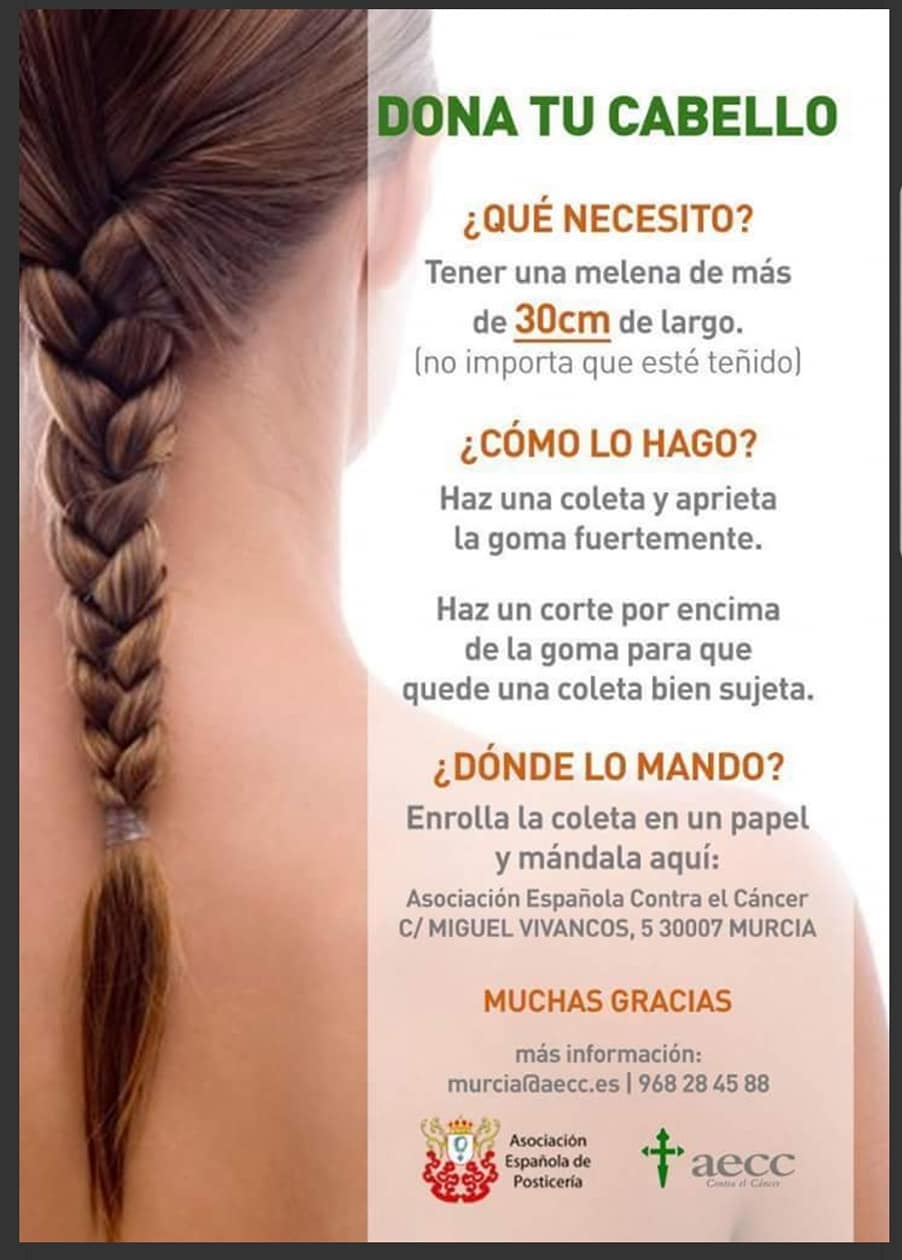 DONA TU CABELLO
¿QUÉ NECESITO?
Tener una melena de más
de 30cm de largo.
(no importa que esté teñido)
¿CÓMO LO HAGO?
Haz una coleta y aprieta
la goma fuertemente.
Haz un corte por encima
de la goma para que
quede una coleta bien sujeta.
¿DÓNDE LO MANDO?
Enrolla la coleta en un papel
y mándala aquí:
Asociación Española Contra el Cáncer
C/ MIGUEL VIVANCOS, 5 30007 MURCIA
MUCHAS GRACIAS
más información:
murcia@aecc.es | 968 28 45 88
Asociación
Española de
Posticería
aecc
Contra el Cáncer